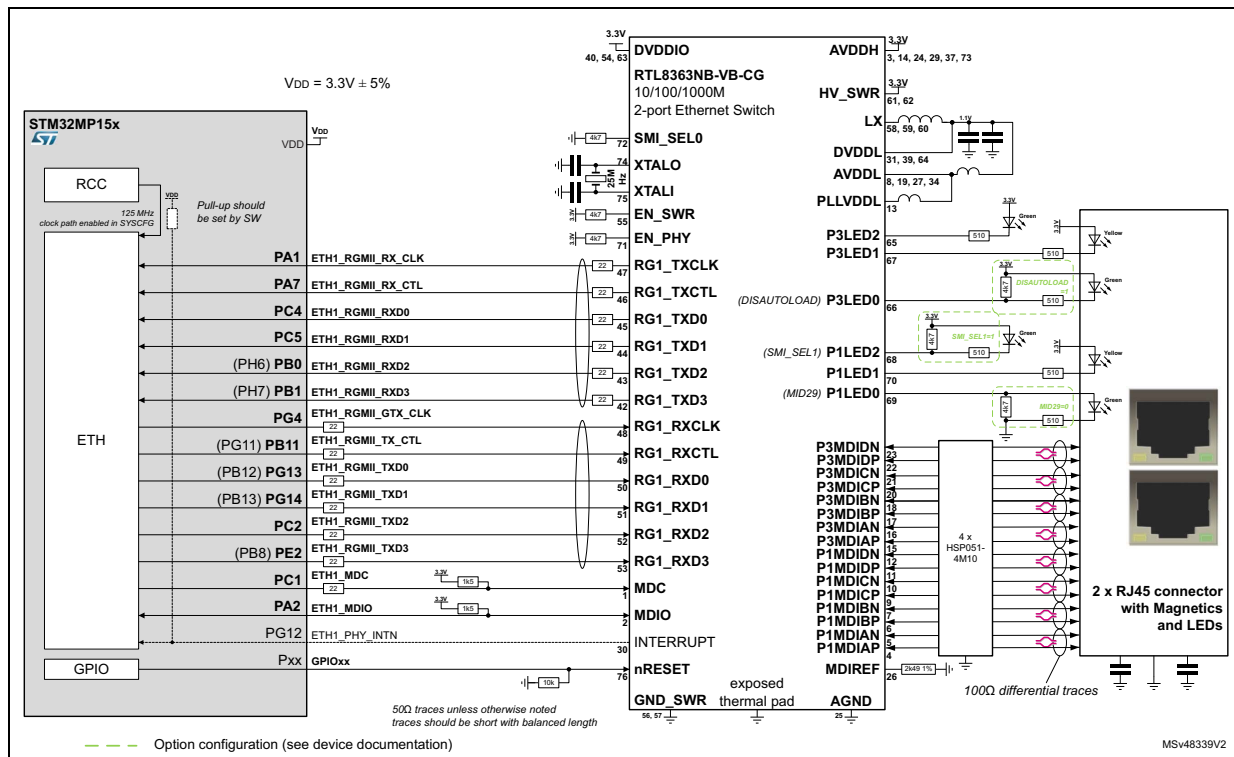 3.3V
DVDDIO
40, 54, 63
RTL8363NB-VB-CG
10/100/1000M
2-port Ethernet Switch
3.3V
AVDDH
3, 14, 24, 29, 37, 73
3.3V
HV_SWR
61, 62
LX
58, 59, 60
1.1V
DVDDL
31, 39, 64
AVDDL
8, 19, 27, 34
PLLVDDL
13
VDD = 3.3V ± 5%
STM32MP15x
ST
VDD
VDD
RCC
125 MHz
clock path enabled in SYSCFG
VDD
Pull-up should
be set by SW
ETH
GPIO
4k7
SMI_SEL0
72
74
XTALO
25M
Hz
XTALI
75
3.3V
4k7
EN_SWR
55
3.3V
4k7
EN_PHY
71
PA1
ETH1_RGMII_RX_CLK
22
RG1_TXCLK
47
PA7
ETH1_RGMII_RX_CTL
22
RG1_TXCTL
46
PC4
ETH1_RGMII_RXD0
22
RG1_TXD0
45
PC5
ETH1_RGMII_RXD1
22
RG1_TXD1
44
(PH6) PB0
ETH1_RGMII_RXD2
22
RG1_TXD2
43
(PH7) PB1
ETH1_RGMII_RXD3
22
RG1_TXD3
42
PG4
ETH1_RGMII_GTX_CLK
22
RG1_RXCLK
48
(PG11) PB11
ETH1_RGMII_TX_CTL
22
RG1_RXCTL
49
(PB12) PG13
ETH1_RGMII_TXD0
22
RG1_RXD0
50
(PB13) PG14
ETH1_RGMII_TXD1
22
RG1_RXD1
51
PC2
ETH1_RGMII_TXD2
22
RG1_RXD2
52
(PB8) PE2
ETH1_RGMII_TXD3
22
RG1_RXD3
53
PC1
ETH1_MDC
22
3.3V
1k5
MDC
1
PA2
ETH1_MDIO
3.3V
1k5
MDIO
2
PG12
ETH1_PHY_INTN
INTERRUPT
30
Pxx
GPIOxx
10k
nRESET
76
GND_SWR
56, 57
exposed
thermal pad
AGND
25
P3LED2
65
510
Green
P3LED1
67
3.3V
510
Yellow
(DISAUTOLOAD) P3LED0
66
3.3V
4k7
DISAUTOLOAD
=1
510
Green
(SMI_SEL1) P1LED2
68
3.3V
4k7
SMI_SEL1=1
510
Green
P1LED1
70
3.3V
510
Yellow
(MID29) P1LED0
69
4k7
MID29=0
510
Green
P3MDIDN
23
P3MDIDP
22
P3MDICN
21
P3MDICP
20
P3MDIBN
18
P3MDIBP
17
P3MDIAN
16
P3MDIAP
15
P1MDIDN
12
P1MDIDP
11
P1MDICN
10
P1MDICP
9
P1MDIBN
7
P1MDIBP
6
P1MDIAN
5
P1MDIAP
4
MDIREF
26
2k49 1%
4 x
HSP051-
4M10
2 x RJ45 connector
with Magnetics
and LEDs
100Ω differential traces
50Ω traces unless otherwise noted
traces should be short with balanced length
Option configuration (see device documentation)
MSv48339V2